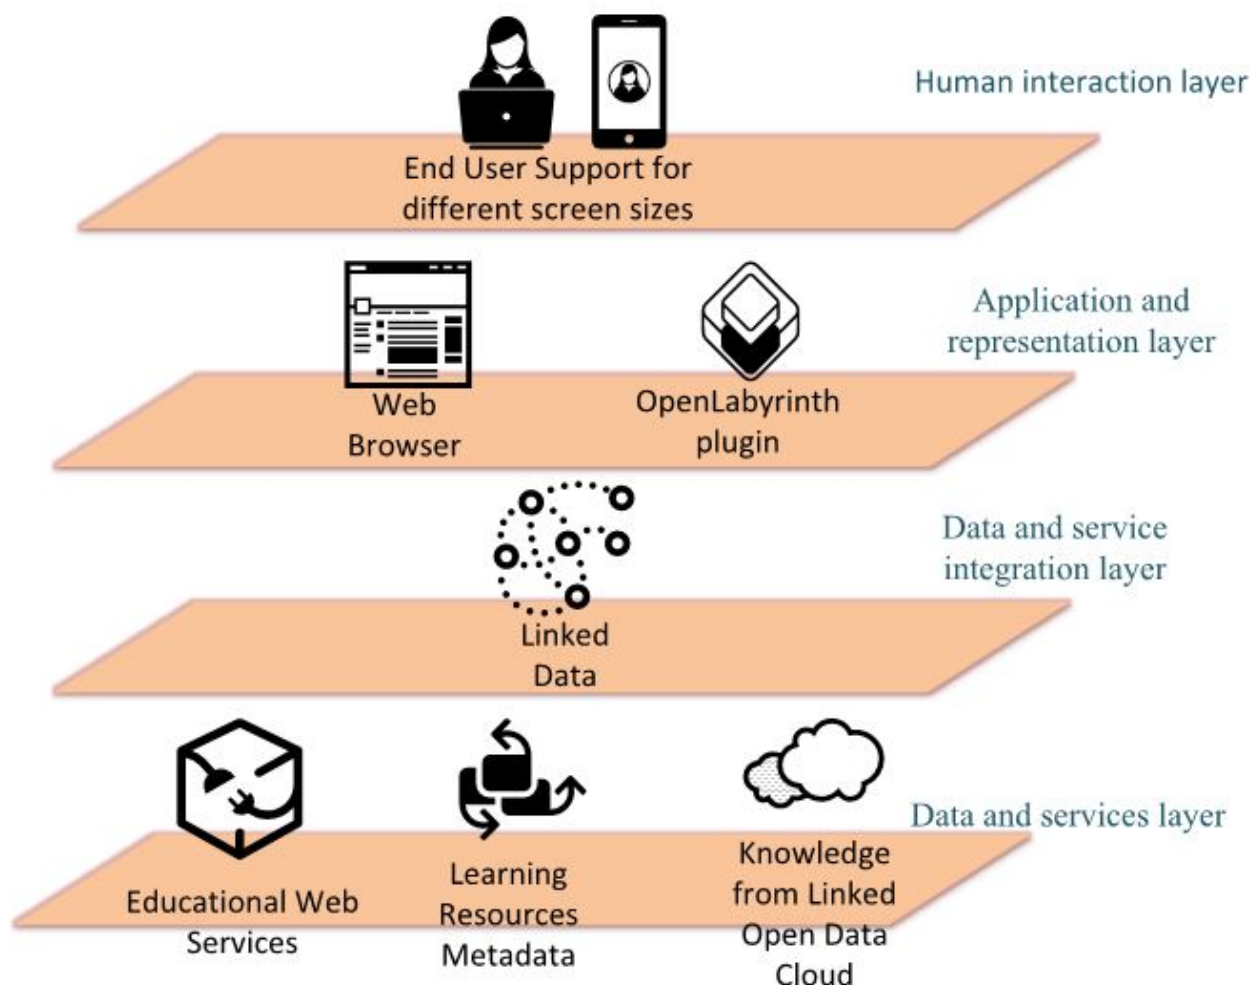 Human interaction layer
End User Support for
different screen sizes
Application and
representation layer
Web
Browser
OpenLabyrinth
plugin
Data and service
integration layer
Linked
Data
Data and services layer
Educational Web
Services
Learning
Resources
Metadata
Knowledge
from Linked
Open Data
Cloud